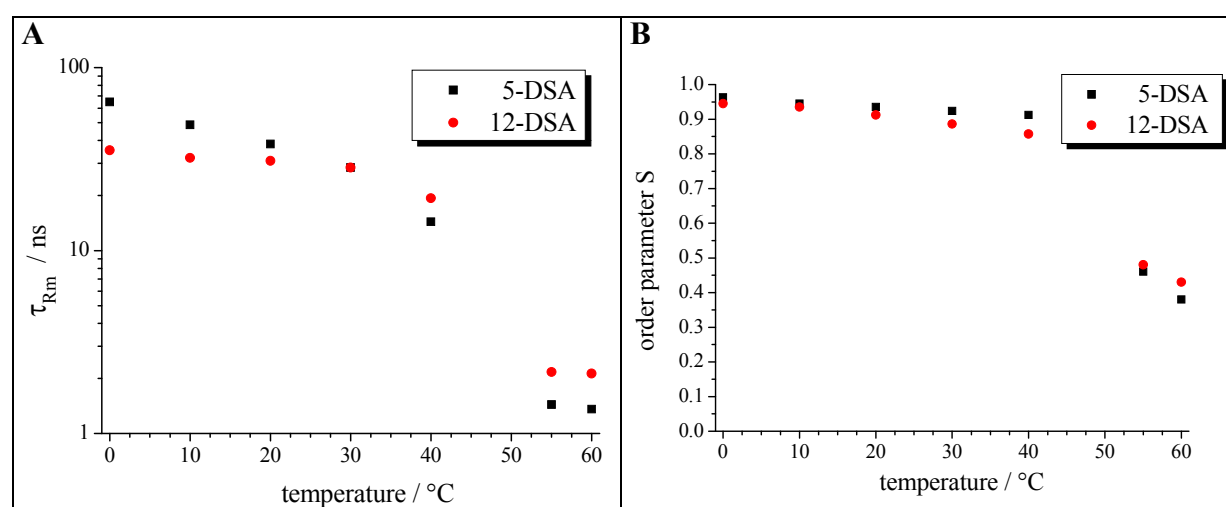 A
100
10
1
τRm / ns
0 10 20 30 40 50 60
temperature / °C
5-DSA
12-DSA
B
1.0
0.9
0.8
0.7
0.6
0.5
0.4
0.3
0.2
0.1
0.0
order parameter S
0 10 20 30 40 50 60
temperature / °C
5-DSA
12-DSA